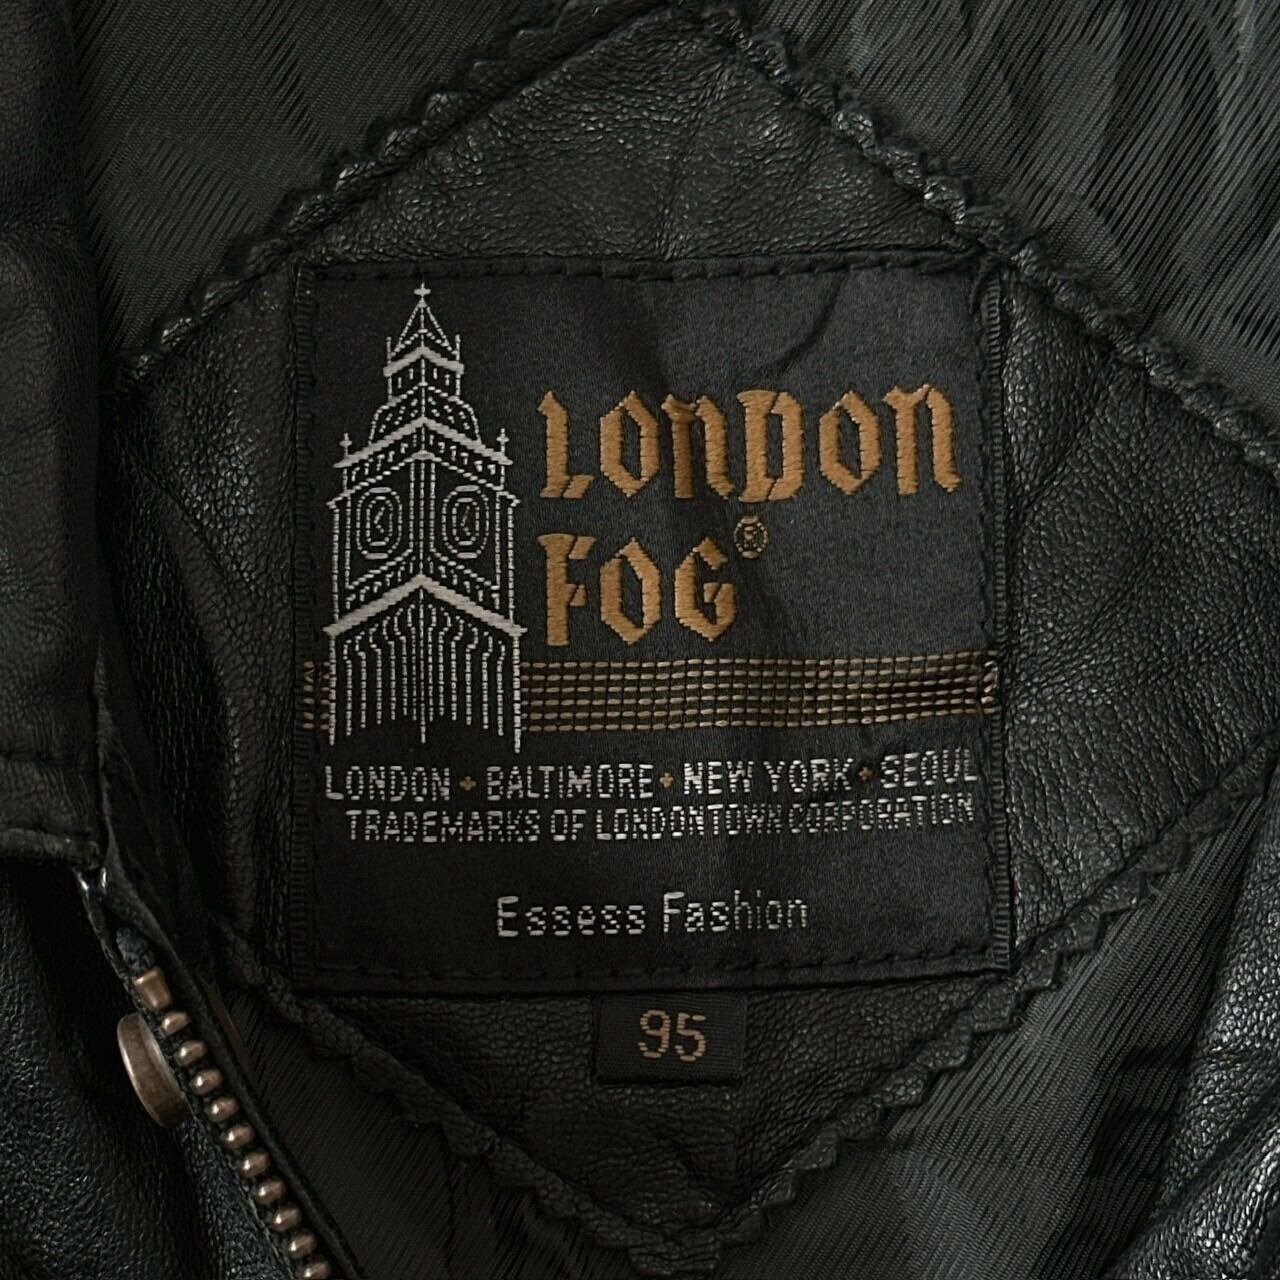 LONDON
FOG®
LONDON + BALTIMORE + NEW YORK + SEOUL
TRADEMARKS OF LONDONTOWN CORPORATION
Essess Fashion
95